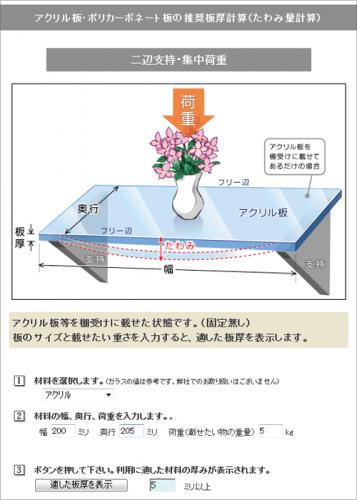 アクリル板・ポリカーボネート板の推奨板厚計算(たわみ量計算)
二辺支持・集中荷重
荷重
アクリル板を
棚受けに載せて
あるだけの場合
フリー辺
奥行
アクリル板
フリー辺
板厚
たわみ
支持
支持
幅
アクリル板等を棚受けに載せた状態です。(固定無し)
板のサイズと載せたい重さを入力すると、適した板厚を表示します。
1 材料を選択します。(ガラスの値は参考です。弊社でのお取り扱いはございません)
アクリル
2 材料の幅、奥行、荷重を入力します。。
幅 200 ミリ 奥行 205 ミリ 荷重(載せたい物の重量) 5 kg
3 ボタンを押して下さい。利用に適した材料の厚みが表示されます。
適した板厚を表示 5 ミリ以上